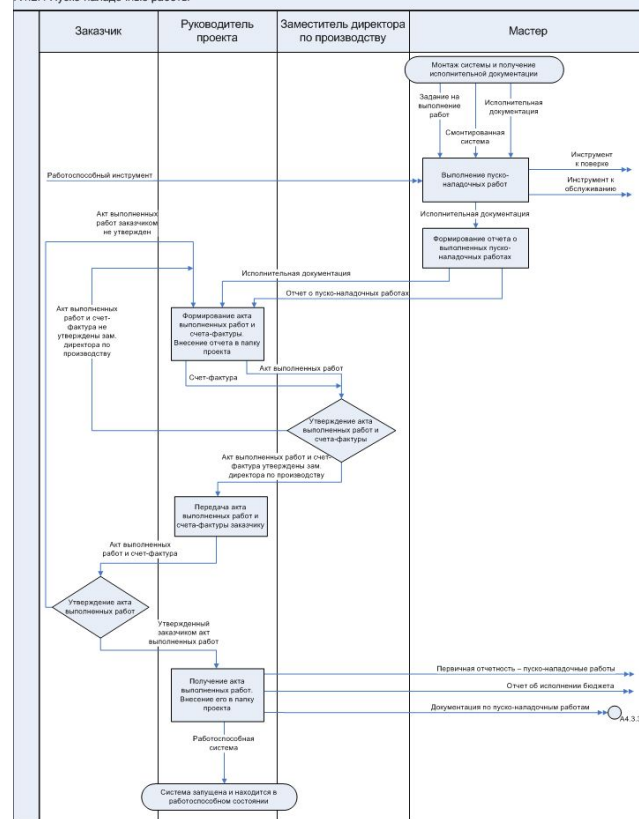 Заказчик
Руководитель
проекта
Заместитель директора
по производству
Мастер
Монтаж системы и получение
исполнительной документации
Задание на
выполнение
работ
Исполнительная
документация
Смонтированная
система
Инструмент
к поверке
Работоспособный инструмент
Выполнение пуско-
наладочных работ
Инструмент к
обслуживанию
Исполнительная документация
Акт выполненных
работ заказчиком
не утвержден
Формирование отчета о
выполненных пуско-
наладочных работах
Исполнительная документация
Отчет о пуско-наладочных работах
Акт выполненных
работ и счет-
фактура не
утверждены зам.
директора по
производству
Формирование акта
выполненных работ и
счета-фактуры.
Внесение отчета в папку
проекта
Акт выполненных работ
Счет-фактура
Утверждение акта
выполненных работ и
счета-фактуры
Акт выполненных работ и счет-
фактура утверждены зам.
директора по производству
Передача акта
выполненных работ и
счета-фактуры заказчику
Акт выполненных
работ и счет-фактура
Утверждение акта
выполненных работ
Утвержденный
заказчиком акт
выполненных работ
Получение акта
выполненных работ.
Внесение его в папку
проекта
Первичная отчетность – пуско-наладочные работы
Отчет об исполнении бюджета
Документация по пуско-наладочным работам
А4.3.3
Работоспособная
система
Система запущена и находится в
работоспособном состоянии